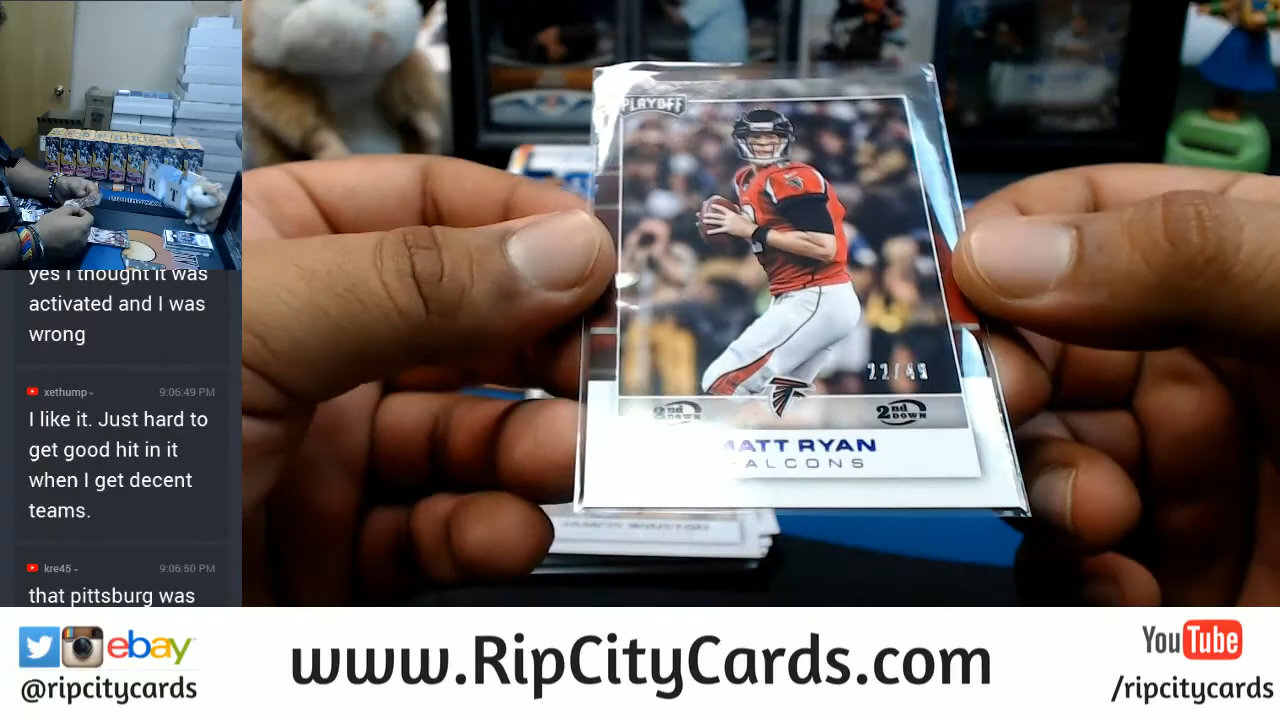 yes I thought it was
activated and I was
wrong
xethump
9:06:49 PM
I like it. Just hard to
get good hit in it
when I get decent
teams.
kre45
9:06:50 PM
that pittsburg was
PLAYOFF
22/49
2nd DOWN
2nd DOWN
MATT RYAN
FALCONS
ebay
@ripcitycards
www.RipCityCards.com
YouTube
/ripcitycards